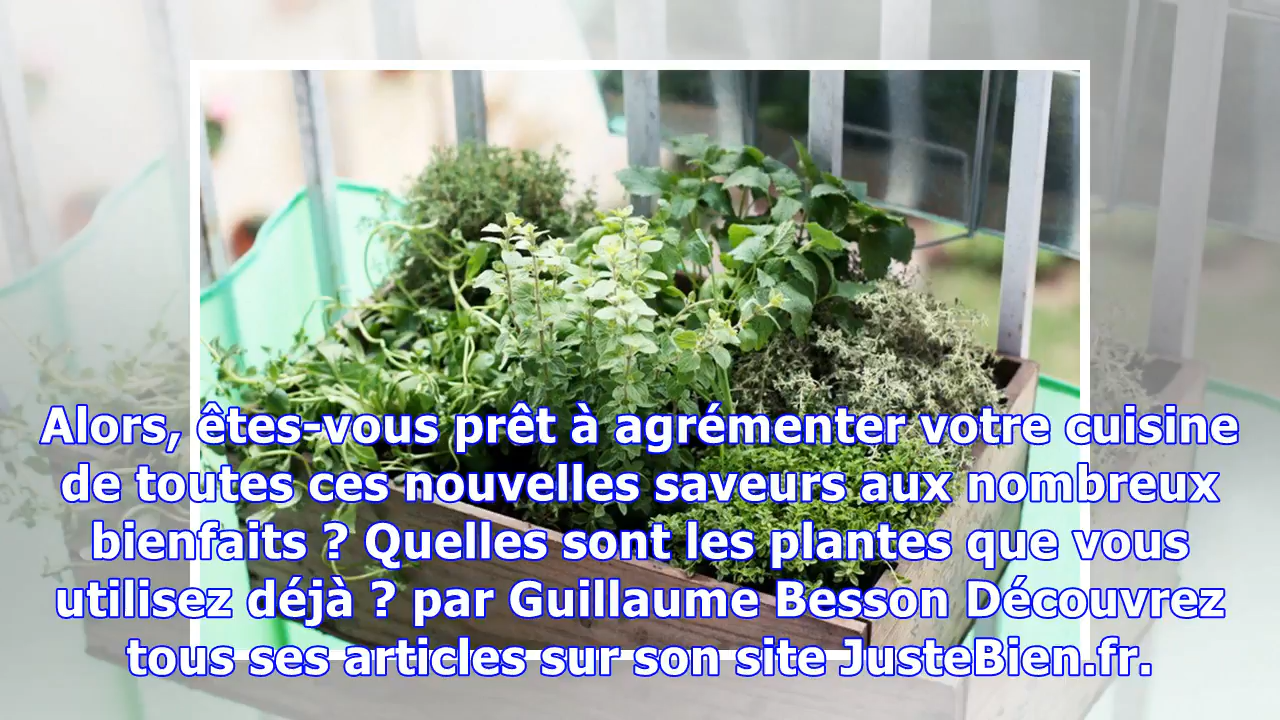 Alors, êtes-vous prêt à agrémenter votre cuisine
de toutes ces nouvelles saveurs aux nombreux
bienfaits ? Quelles sont les plantes que vous
utilisez déjà ? par Guillaume Besson Découvrez
tous ses articles sur son site JusteBien.fr.